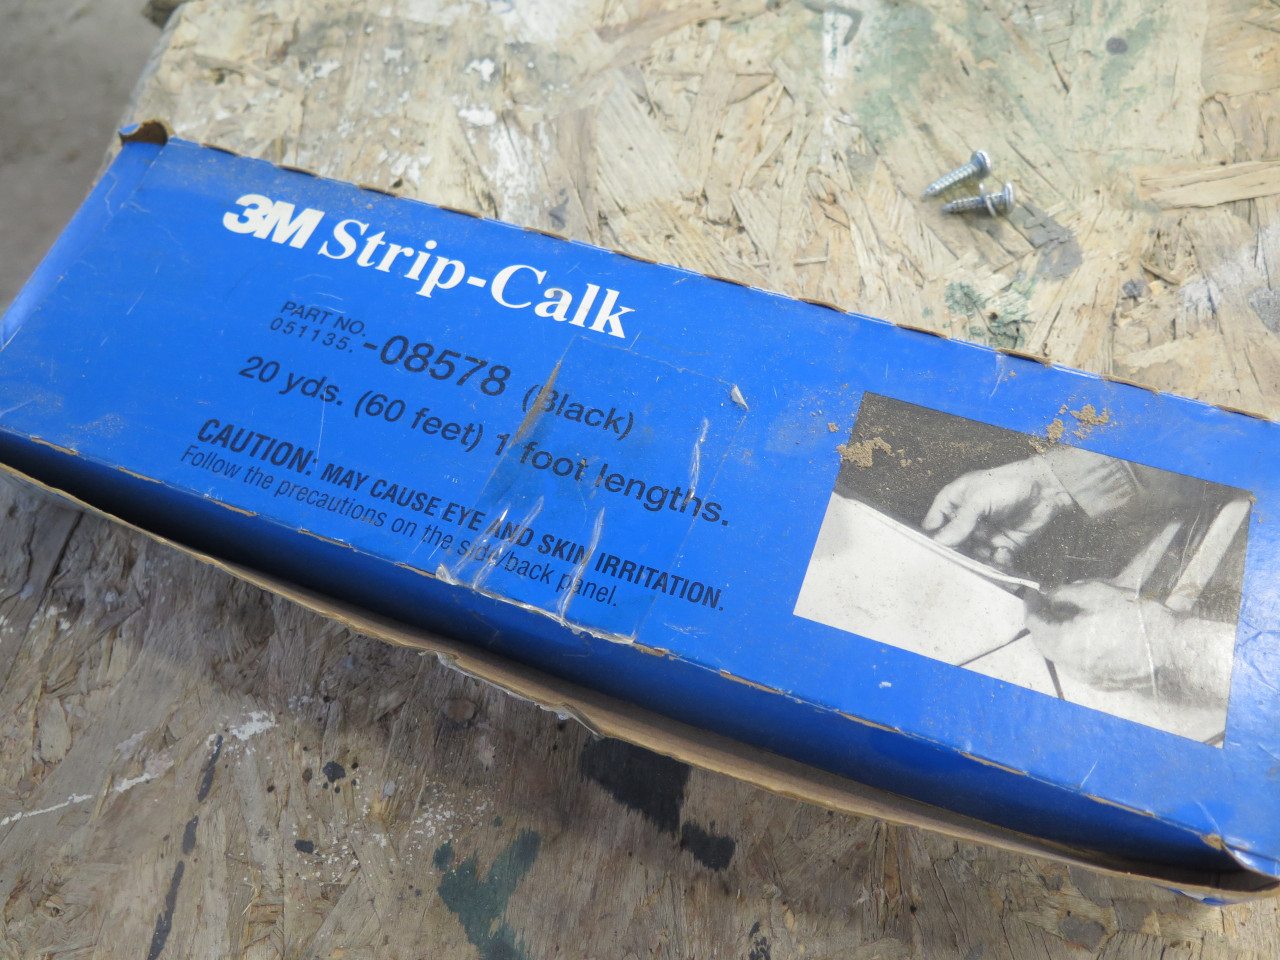 3M Strip-Calk
PART NO.
051135. -08578 (Black)
20 yds. (60 feet) 1 foot lengths.
CAUTION: MAY CAUSE EYE AND SKIN IRRITATION.
Follow the precautions on the side/back panel.